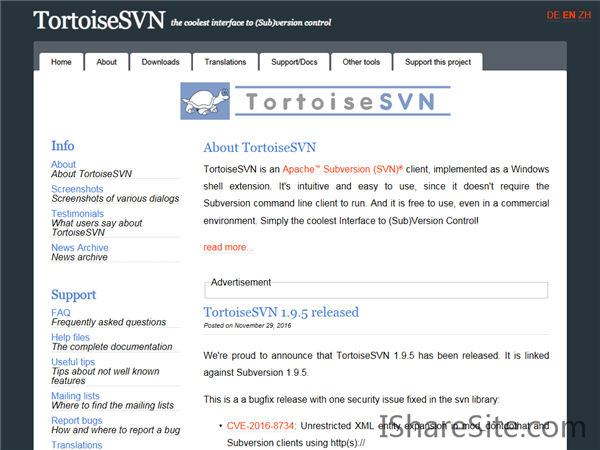 TortoiseSVN the coolest interface to (Sub)version control
DE EN ZH
Home About Downloads Translations Support/Docs Other tools Support this project
TortoiseSVN
Info
About
About TortoiseSVN
Screenshots
Screenshots of various dialogs
Testimonials
What users say about
TortoiseSVN
News Archive
News archive
Support
FAQ
Frequently asked questions
Help files
The complete documentation
Useful tips
Tips about not well known
features
Mailing lists
Where to find the mailing lists
Report bugs
How and where to report a bug
Translations
About TortoiseSVN
TortoiseSVN is an Apache™ Subversion (SVN)® client, implemented as a Windows
shell extension. It's intuitive and easy to use, since it doesn't require the
Subversion command line client to run. And it is free to use, even in a commercial
environment. Simply the coolest Interface to (Sub)Version Control!
read more...
Advertisement
TortoiseSVN 1.9.5 released
Posted on November 29, 2016
We're proud to announce that TortoiseSVN 1.9.5 has been released. It is linked
against Subversion 1.9.5.
This is a a bugfix release with one security issue fixed in the svn library:
• CVE-2016-8734: Unrestricted XML entity expansion in mod_dontdothat and
Subversion clients using http(s)://
IShareSite.com